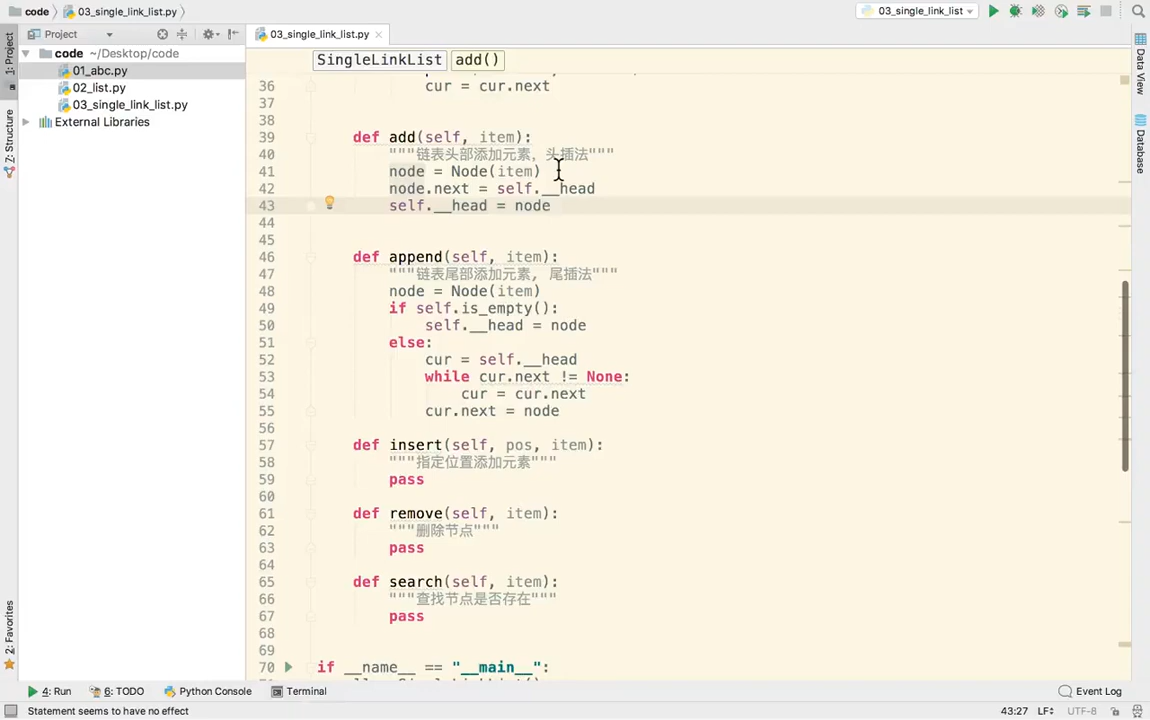 code 03_single_link_list.py 03_single_link_list
1: Project
Project 03_single_link_list.py
code ~/Desktop/code
01_abc.py
02_list.py
03_single_link_list.py
External Libraries
7: Structure
2: Favorites
Data View
Database
SingleLinkList add()
36 cur = cur.next
37
38
39 def add(self, item):
40 """链表头部添加元素，头插法"""
41 node = Node(item)
42 node.next = self.__head
43 self.__head = node
44
45
46 def append(self, item):
47 """链表尾部添加元素, 尾插法"""
48 node = Node(item)
49 if self.is_empty():
50 self.__head = node
51 else:
52 cur = self.__head
53 while cur.next != None:
54 cur = cur.next
55 cur.next = node
56
57 def insert(self, pos, item):
58 """指定位置添加元素"""
59 pass
60
61 def remove(self, item):
62 """删除节点"""
63 pass
64
65 def search(self, item):
66 """查找节点是否存在"""
67 pass
68
69
70 if __name__ == "__main__":
4: Run 6: TODO Python Console Terminal Event Log
Statement seems to have no effect 43:27 LF UTF-8